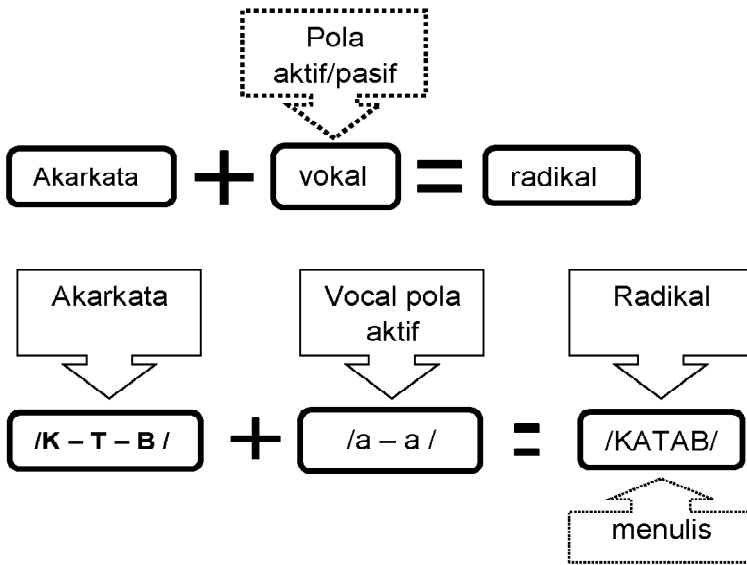 Pola
aktif/pasif
Akarkata + vokal = radikal
Akarkata
Vocal pola
aktif
Radikal
/K – T – B / + /a – a / = /KATAB/
menulis